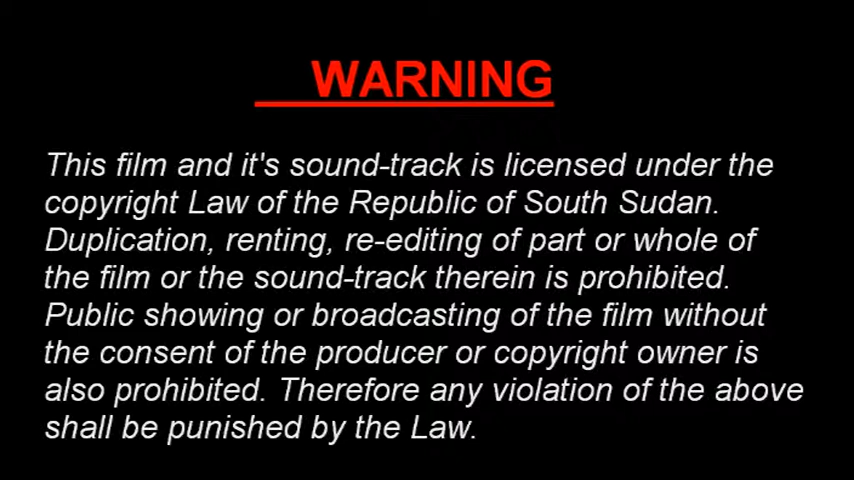 WARNING
This film and it's sound-track is licensed under the
copyright Law of the Republic of South Sudan.
Duplication, renting, re-editing of part or whole of
the film or the sound-track therein is prohibited.
Public showing or broadcasting of the film without
the consent of the producer or copyright owner is
also prohibited. Therefore any violation of the above
shall be punished by the Law.